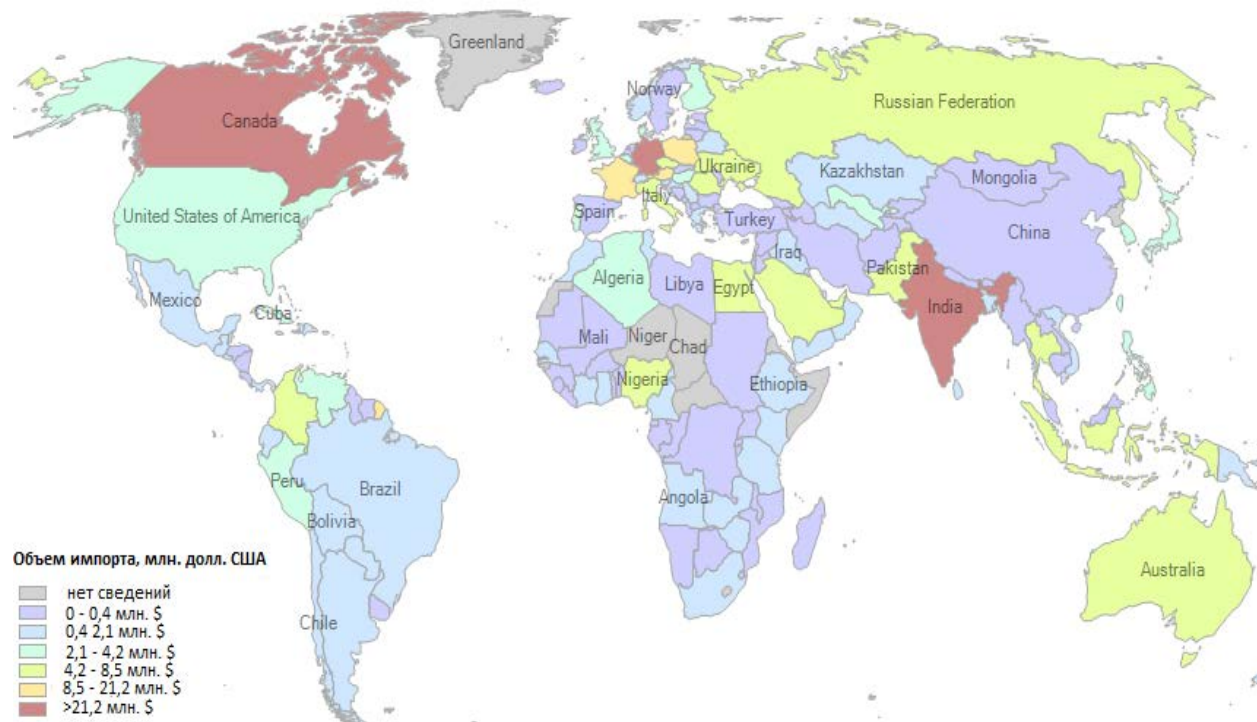 Greenland
Norway
Russian Federation
Canada
Ukraine
Kazakhstan
Mongolia
Italy
United States of America
Spain
Turkey
China
Iraq
Pakistan
Algeria
Libya
Egypt
India
Mexico
Cuba
Mali
Niger
Chad
Nigeria
Ethiopia
Peru
Brazil
Angola
Bolivia
Australia
Chile
Объем импорта, млн. долл. США
нет сведений
0 - 0,4 млн. $
0,4 2,1 млн. $
2,1 - 4,2 млн. $
4,2 - 8,5 млн. $
8,5 - 21,2 млн. $
>21,2 млн. $